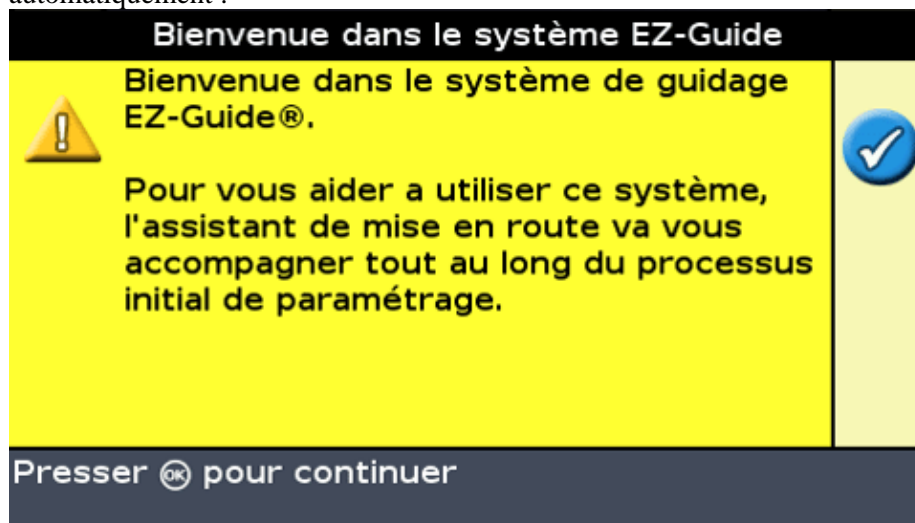 automatiquement :
Bienvenue dans le système EZ-Guide
Bienvenue dans le système de guidage
EZ-Guide®.
Pour vous aider a utiliser ce système,
l'assistant de mise en route va vous
accompagner tout au long du processus
initial de paramétrage.
Presser OK pour continuer